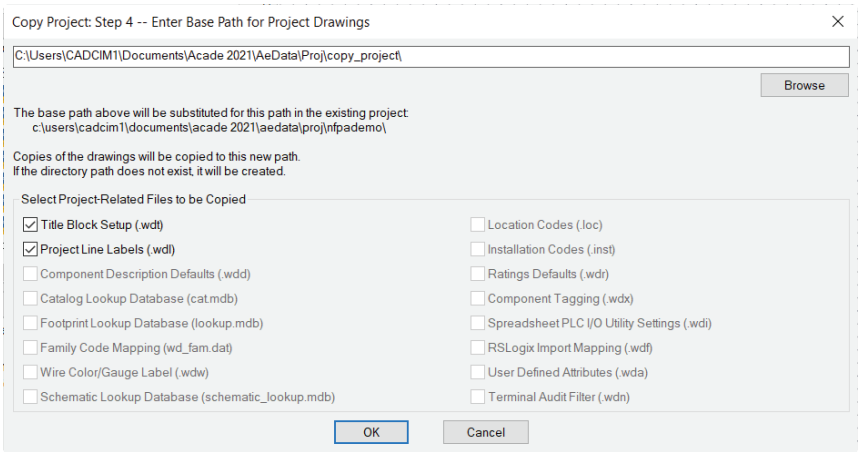 Copy Project: Step 4 -- Enter Base Path for Project Drawings
C:\Users\CADCIM1\Documents\Acade 2021\AeData\Proj\copy_project\
Browse
The base path above will be substituted for this path in the existing project:
c:\users\cadcim1\documents\acade 2021\aedata\proj\nfpademo\
Copies of the drawings will be copied to this new path.
If the directory path does not exist, it will be created.
Select Project-Related Files to be Copied
Title Block Setup (.wdt)
Project Line Labels (.wdl)
Component Description Defaults (.wdd)
Catalog Lookup Database (cat.mdb)
Footprint Lookup Database (lookup.mdb)
Family Code Mapping (wd_fam.dat)
Wire Color/Gauge Label (.wdw)
Schematic Lookup Database (schematic_lookup.mdb)
Location Codes (.loc)
Installation Codes (.inst)
Ratings Defaults (.wdr)
Component Tagging (.wdx)
Spreadsheet PLC I/O Utility Settings (.wdi)
RSLogix Import Mapping (.wdf)
User Defined Attributes (.wda)
Terminal Audit Filter (.wdn)
OK
Cancel